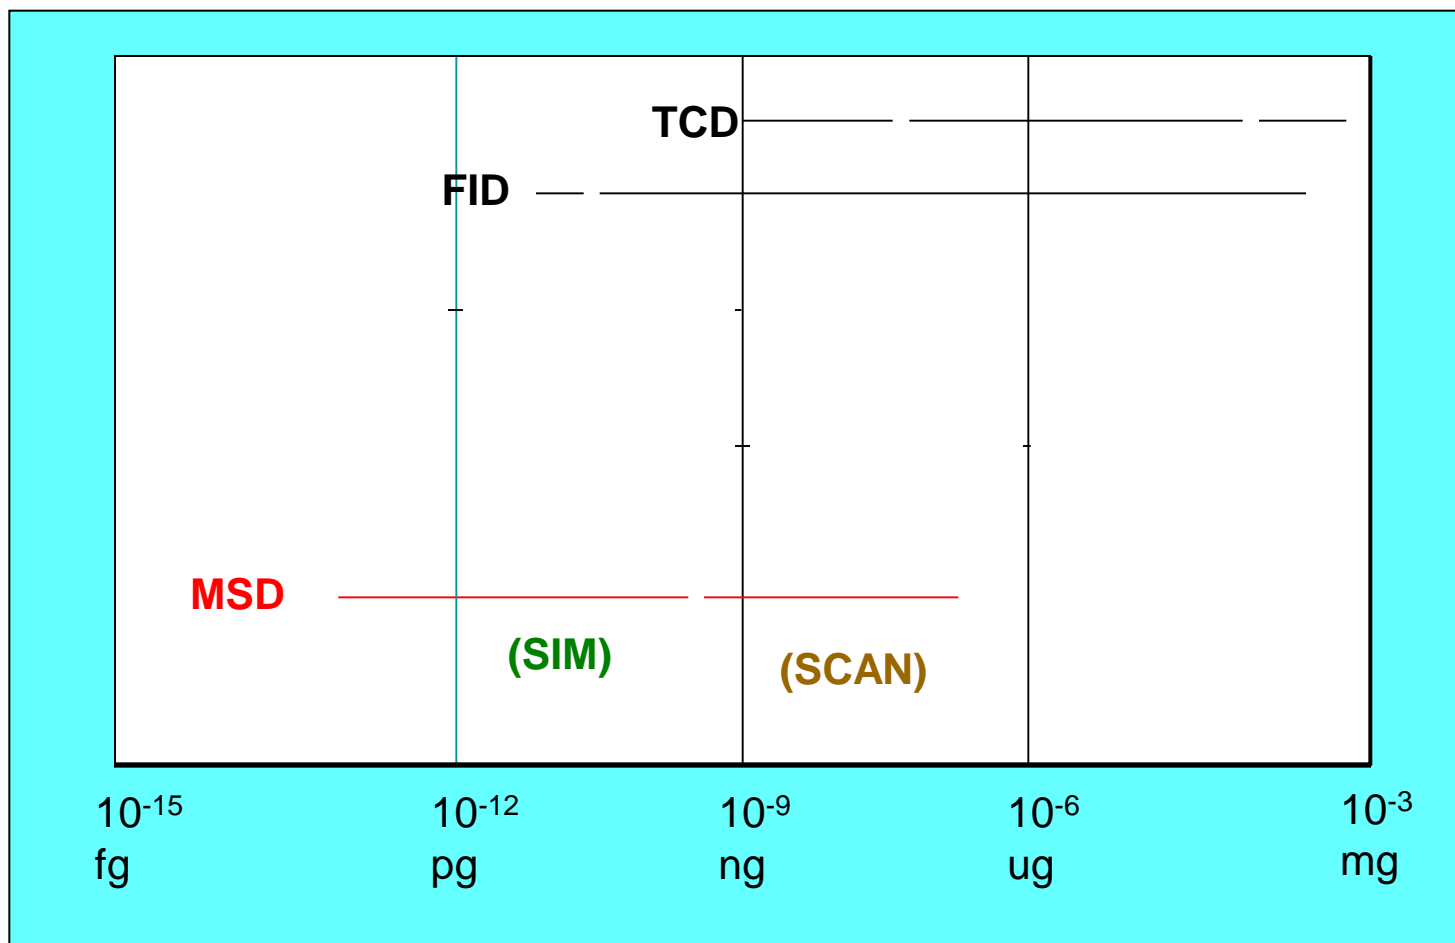 TCD
FID
MSD
(SIM)
(SCAN)
10-15 10-12 10-9 10-6 10-3
fg pg ng ug mg